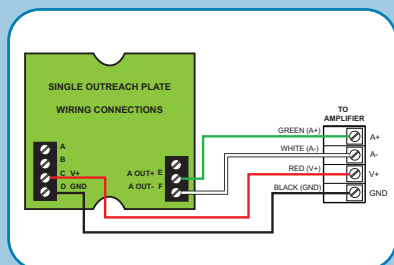 SINGLE OUTREACH PLATE
WIRING CONNECTIONS
A
B
C V+
D GND
A OUT+ E
A OUT- F
GREEN (A+)
WHITE (A-)
RED (V+)
BLACK (GND)
TO
AMPLIFIER
A+
A-
V+
GND